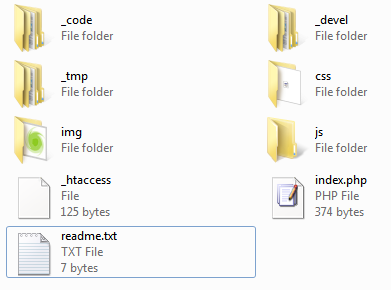 _code
File folder
_devel
File folder
_tmp
File folder
css
File folder
img
File folder
js
File folder
_htaccess
File
125 bytes
index.php
PHP File
374 bytes
readme.txt
TXT File
7 bytes